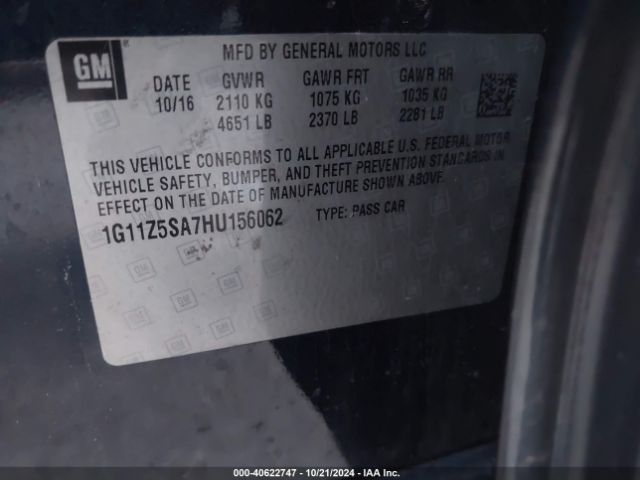 GM
MFD BY GENERAL MOTORS LLC
DATE GVWR GAWR FRT GAWR RR
10/16 2110 KG 1075 KG 1035 KG
4651 LB 2370 LB 2281 LB
THIS VEHICLE CONFORMS TO ALL APPLICABLE U.S. FEDERAL MOTOR
VEHICLE SAFETY, BUMPER, AND THEFT PREVENTION STANDARDS IN
EFFECT ON THE DATE OF MANUFACTURE SHOWN ABOVE.
1G11Z5SA7HU156062 TYPE: PASS CAR
000-40622747 - 10/21/2024 - IAA Inc.